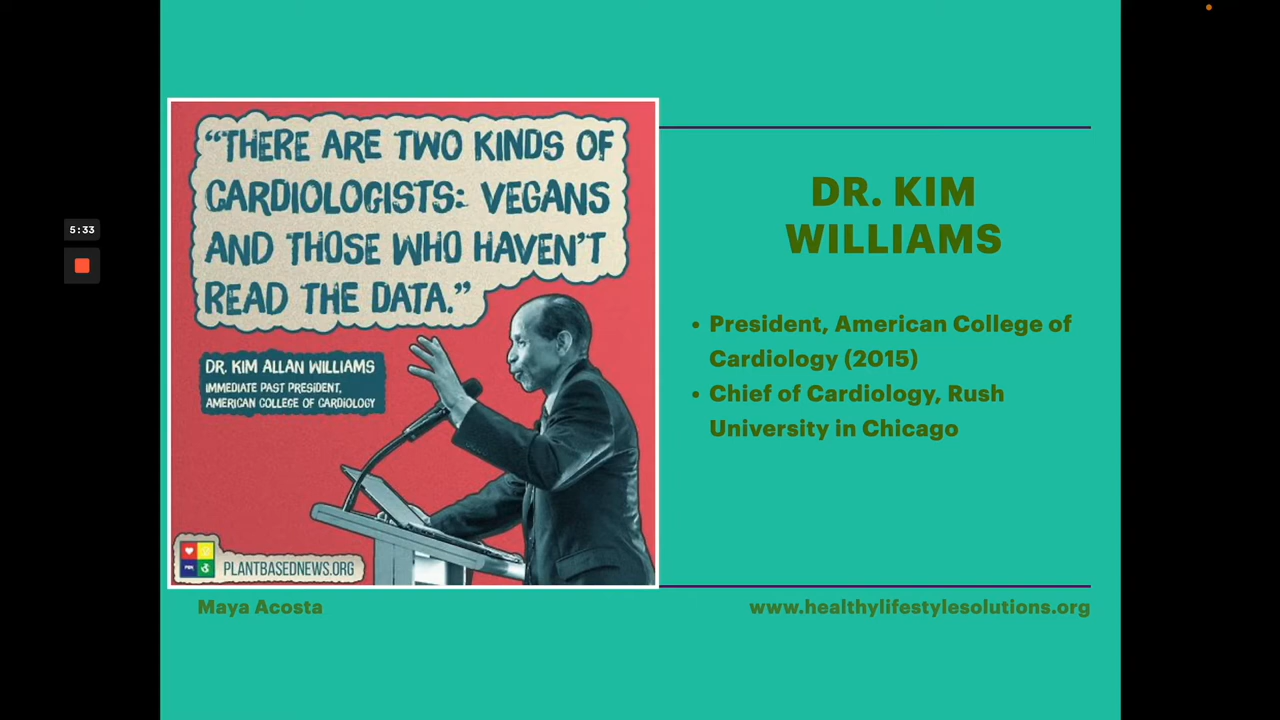 “THERE ARE TWO KINDS OF
CARDIOLOGISTS: VEGANS
AND THOSE WHO HAVEN’T
READ THE DATA.”
DR. KIM ALLAN WILLIAMS
IMMEDIATE PAST PRESIDENT,
AMERICAN COLLEGE OF CARDIOLOGY
PLANTBASEDNEWS.ORG
DR. KIM
WILLIAMS
• President, American College of
Cardiology (2015)
• Chief of Cardiology, Rush
University in Chicago
5:33
Maya Acosta
www.healthylifestylesolutions.org